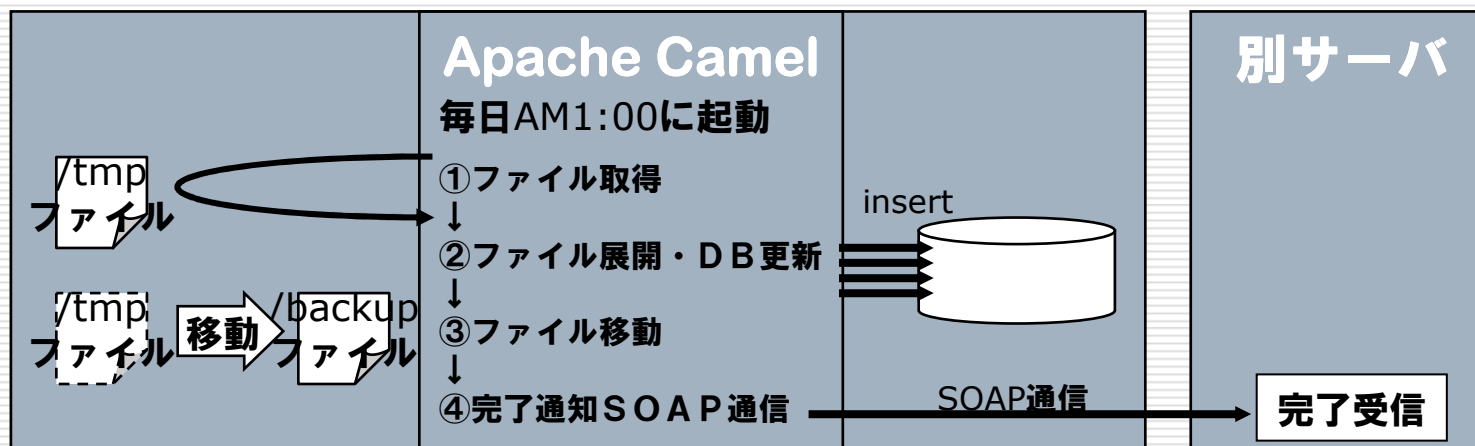 Apache Camel
毎日AM1:00に起動
①ファイル取得
↓
②ファイル展開・ＤＢ更新
↓
③ファイル移動
↓
④完了通知ＳＯＡＰ通信
/tmp
ファイル
/tmp
ファイル
移動
/backup
ファイル
insert
SOAP通信
別サーバ
完了受信